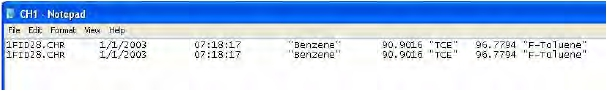 CH1 - Notepad
File Edit Format View Help
1FID28.CHR 1/1/2003 07:18:17 "Benzene" 90.9016 "TCE" 96.7794 "F-Toluene"
1FID28.CHR 1/1/2003 07:18:17 "Benzene" 90.9016 "TCE" 96.7794 "F-Toluene"